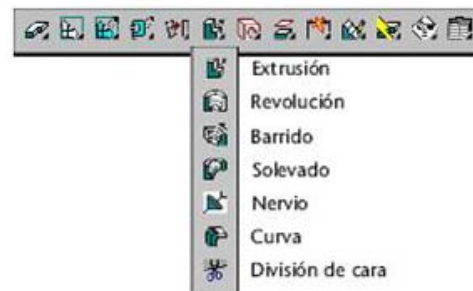 Extrusión
Revolución
Barrido
Solevado
Nervio
Curva
División de cara